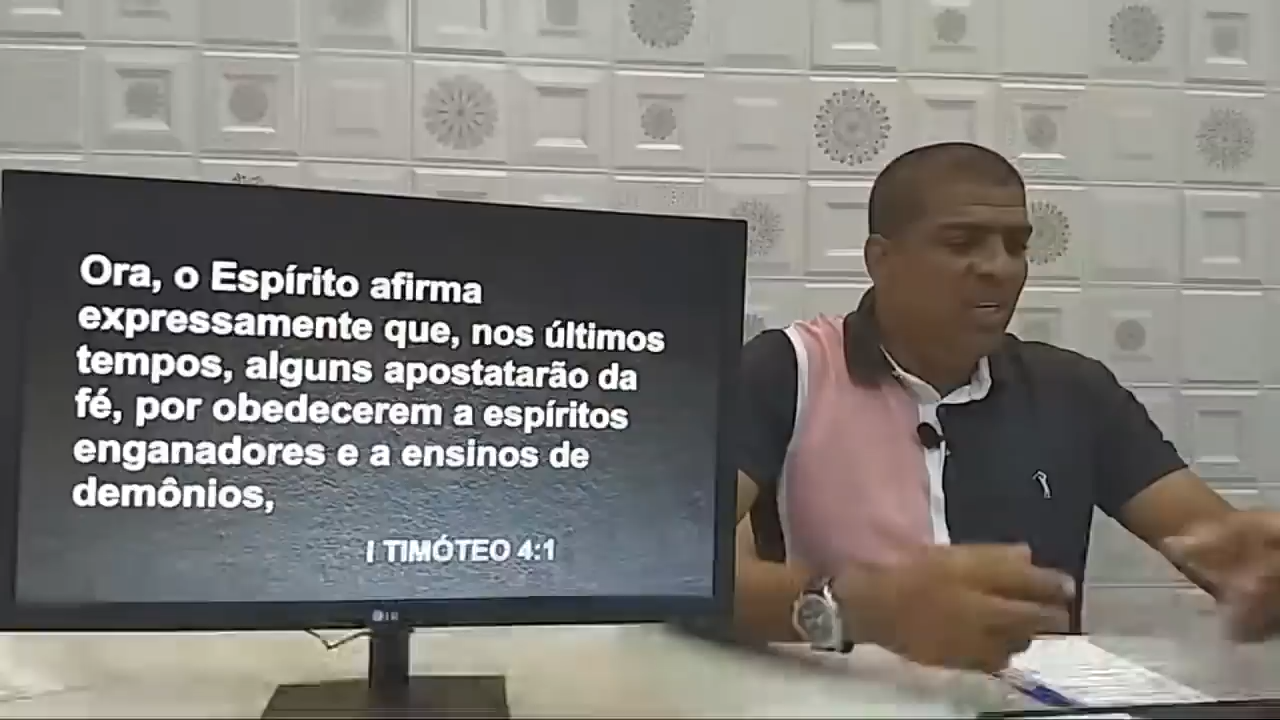 Ora, o Espírito afirma
expressamente que, nos últimos
tempos, alguns apostatarão da
fé, por obedecerem a espíritos
enganadores e a ensinos de
demônios,
I TIMÓTEO 4:1
LG